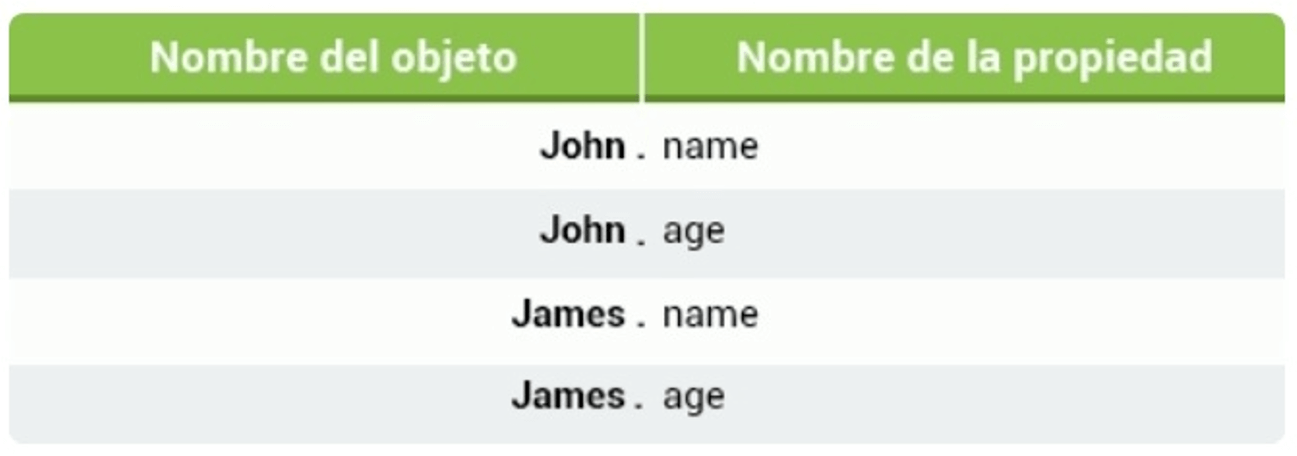 Nombre del objeto Nombre de la propiedad
John . name
John . age
James . name
James . age